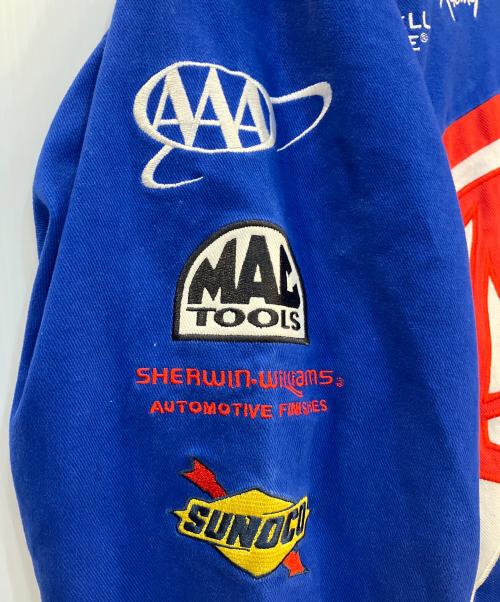 AAA
MAC
TOOLS
SHERWIN-WILLIAMS®
AUTOMOTIVE FINISHES
SUNOCO